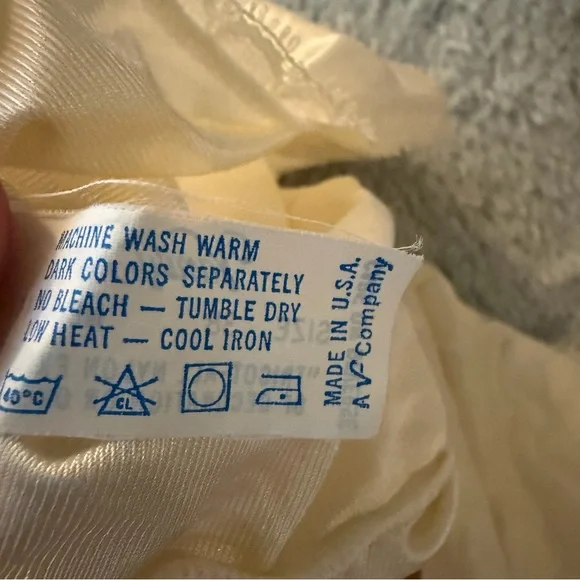 MACHINE WASH WARM
DARK COLORS SEPARATELY
NO BLEACH — TUMBLE DRY
LOW HEAT — COOL IRON
40°C
CL
MADE IN U.S.A.
A VF Company